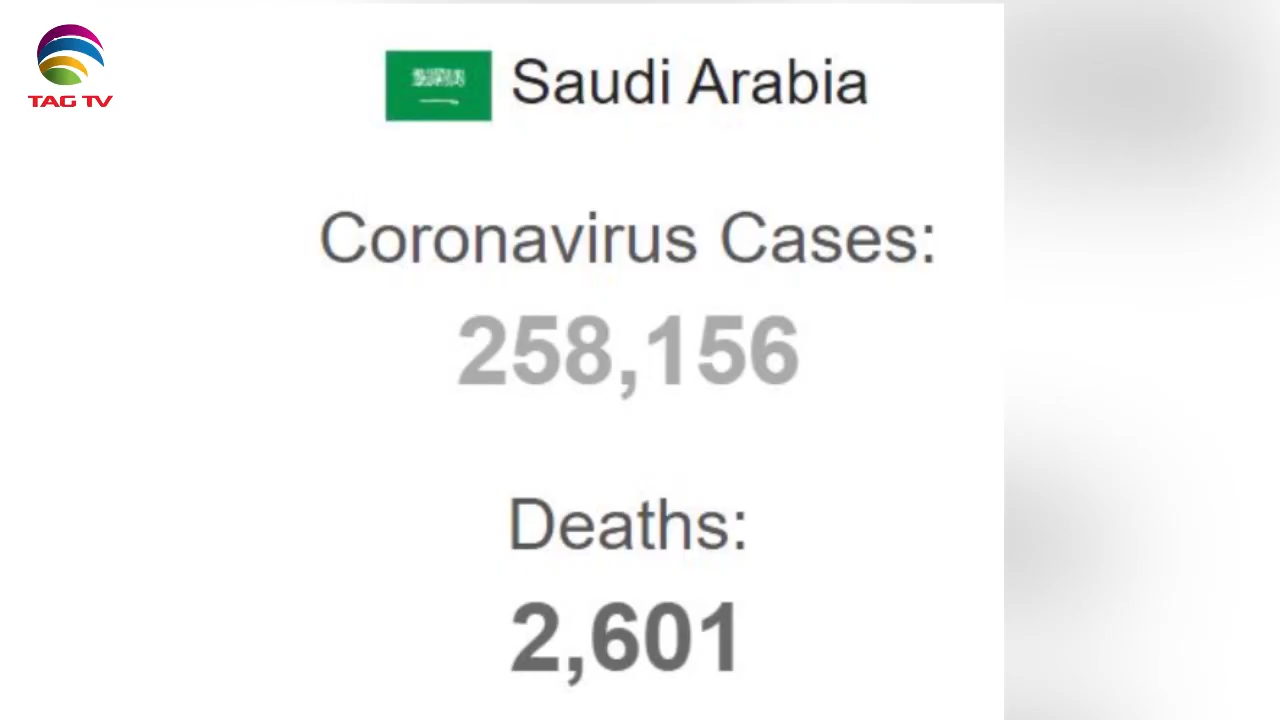 TAG TV
Saudi Arabia
Coronavirus Cases:
258,156
Deaths:
2,601